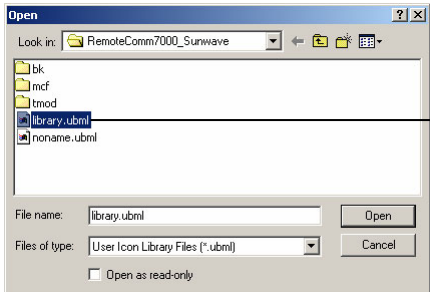 Open
Look in: RemoteComm7000_Sunwave
bk
mcf
tmod
library.ubml
noname.ubml
File name: library.ubml Open
Files of type: User Icon Library Files (*.ubml) Cancel
Open as read-only